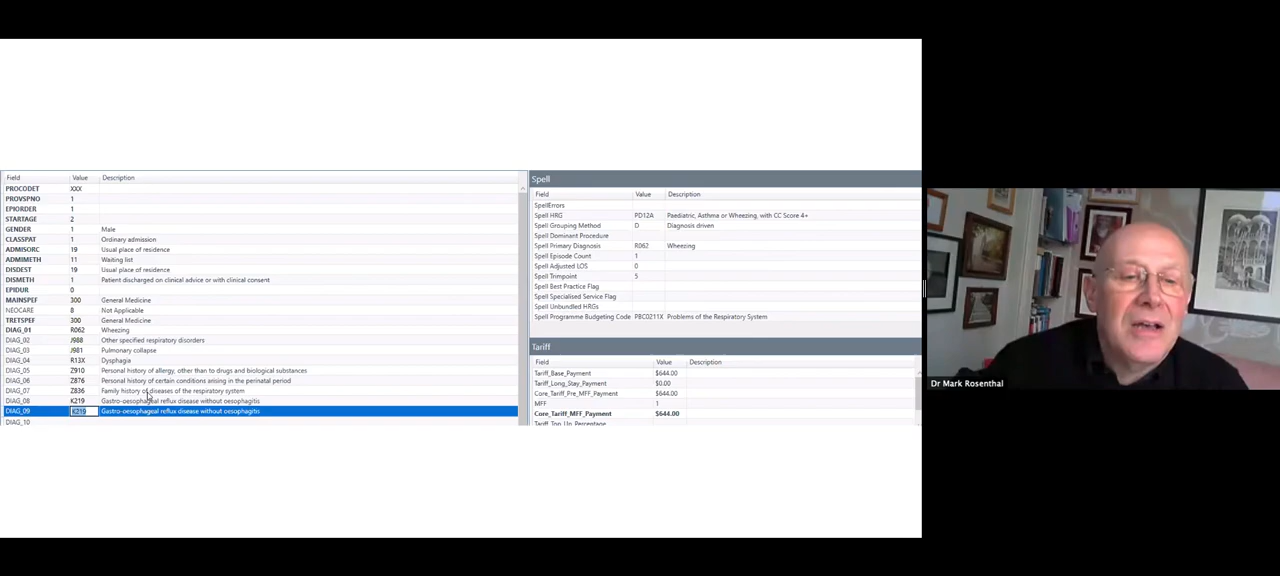 Field Value Description
PROCODET XXX
PROVSPNO 1
EPIORDER 1
STARTAGE 2
GENDER 1 Male
CLASSPAT 1 Ordinary admission
ADMISORC 19 Usual place of residence
ADMIMETH 11 Waiting list
DISDEST 19 Usual place of residence
DISMETH 1 Patient discharged on clinical advice or with clinical consent
EPIDUR 0
MAINSPEF 300 General Medicine
NEOCARE 8 Not Applicable
TRETSPEF 300 General Medicine
DIAG_01 R062 Wheezing
DIAG_02 J988 Other specified respiratory disorders
DIAG_03 J981 Pulmonary collapse
DIAG_04 R13X Dysphagia
DIAG_05 Z910 Personal history of allergy, other than to drugs and biological substances
DIAG_06 Z876 Personal history of certain conditions arising in the perinatal period
DIAG_07 Z836 Family history of diseases of the respiratory system
DIAG_08 K219 Gastro-oesophageal reflux disease without oesophagitis
DIAG_09 K219 Gastro-oesophageal reflux disease without oesophagitis
DIAG_10
Spell
Field Value Description
SpellErrors
Spell HRG PD12A Paediatric, Asthma or Wheezing, with CC Score 4+
Spell Grouping Method D Diagnosis driven
Spell Dominant Procedure
Spell Primary Diagnosis R062 Wheezing
Spell Episode Count 1
Spell Adjusted LOS 0
Spell Trimpoint 5
Spell Best Practice Flag
Spell Specialised Service Flag
Spell Unbundled HRGs
Spell Programme Budgeting Code PBC0211X Problems of the Respiratory System
Tariff
Field Value Description
Tariff_Base_Payment $644.00
Tariff_Long_Stay_Payment $0.00
Core_Tariff_Pre_MFF_Payment $644.00
MFF 1
Core_Tariff_MFF_Payment $644.00
Tariff_Top_Up_Percentage
Dr Mark Rosenthal